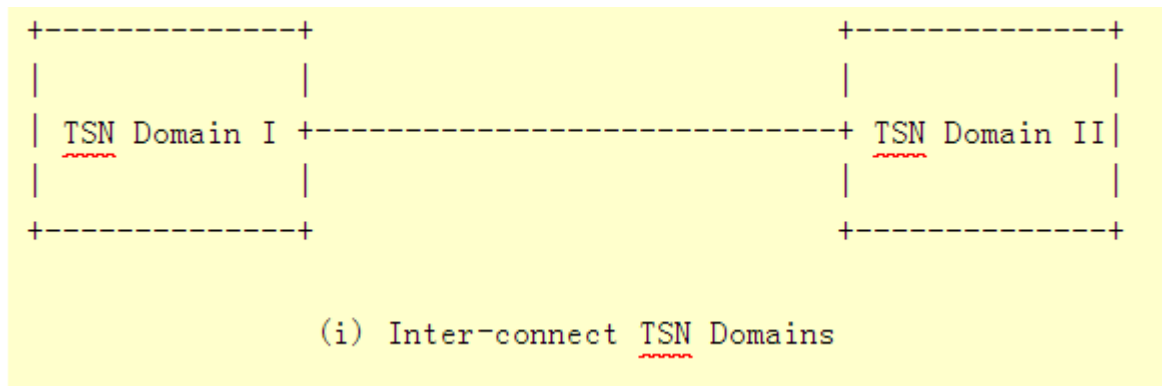 TSN Domain I TSN Domain II
(i) Inter-connect TSN Domains